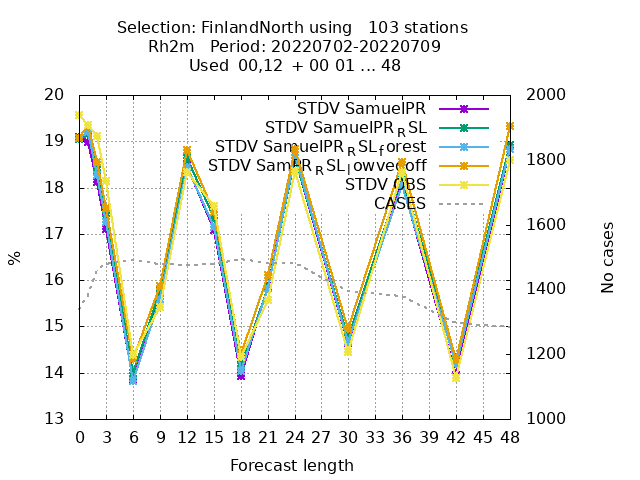 Selection: FinlandNorth using 103 stations
Rh2m Period: 20220702-20220709
Used 00,12 + 00 01 ... 48
20
19
18
17
16
15
14
13
%
2000
1800
1600
1400
1200
1000
No cases
STDV SamuelPR
STDV SamuelPR_RSL
STDV SamuelPR_RSL_forest
STDV SamPR_RSL_lowvegoff
STDV OBS
CASES
0 3 6 9 12 15 18 21 24 27 30 33 36 39 42 45 48
Forecast length